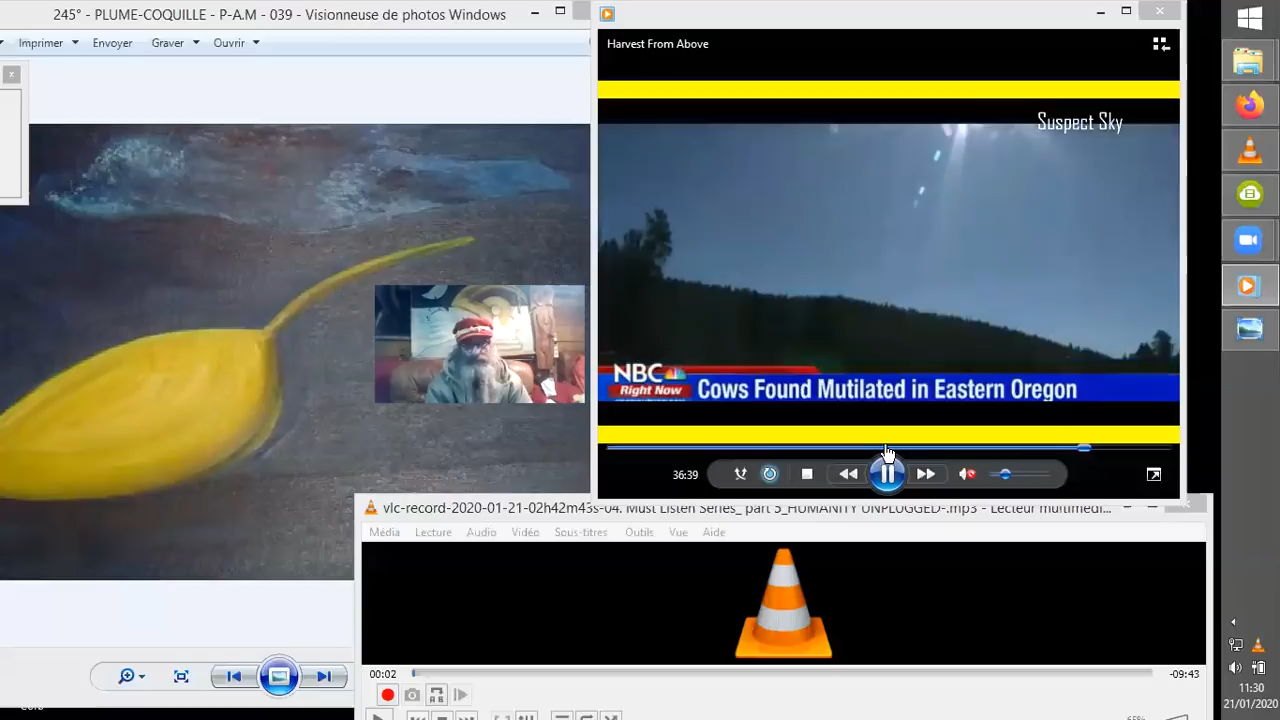 245° - PLUME-COQUILLE - P-A.M - 039 - Visionneuse de photos Windows
Imprimer Envoyer Graver Ouvrir
Harvest From Above
Suspect Sky
NBC
Right Now
Cows Found Mutilated in Eastern Oregon
36:39
vlc-record-2020-01-21-02h42m43s-04. Must Listen Series_ part 5_HUMANITY UNPLUGGED-.mp3 - Lecteur multimédi...
Média Lecture Audio Vidéo Sous-titres Outils Vue Aide
00:02
-09:43
11:30
21/01/2020